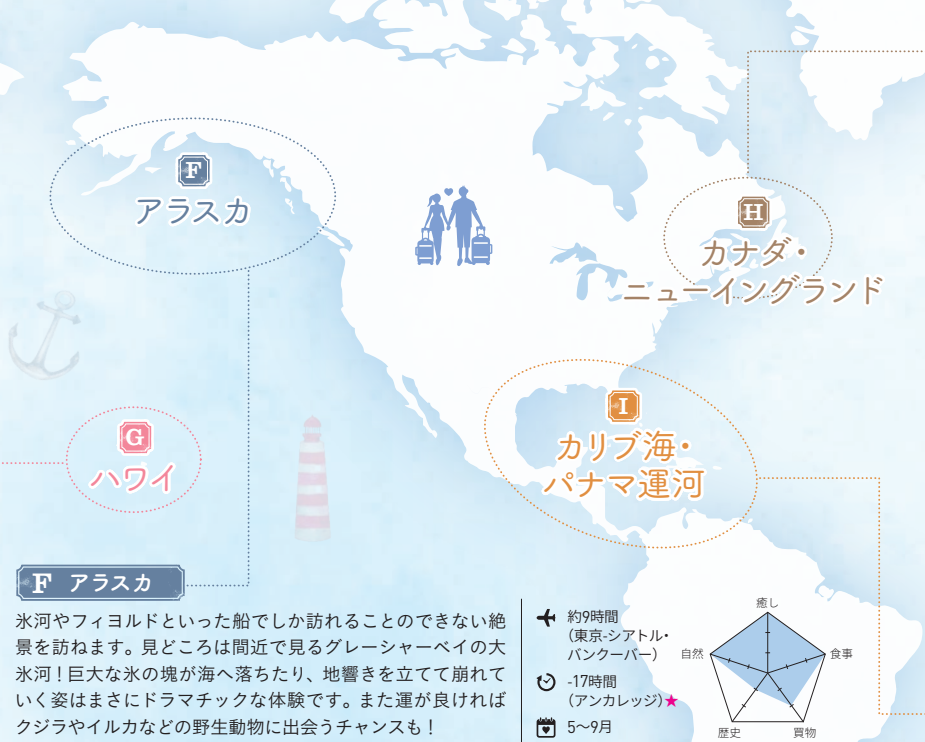 F
アラスカ
H
カナダ・
ニューイングランド
G
ハワイ
I
カリブ海・
パナマ運河
F アラスカ
氷河やフィヨルドといった船でしか訪れることのできない絶
景を訪ねます。見どころは間近で見るグレーシャーベイの大
氷河！巨大な氷の塊が海へ落ちたり、地響きを立てて崩れて
いく姿はまさにドラマチックな体験です。また運が良ければ
クジラやイルカなどの野生動物に出会うチャンスも！
約9時間
（東京-シアトル・
バンクーバー）
-17時間
（アンカレッジ）★
5〜9月
癒し
自然
食事
歴史
買物